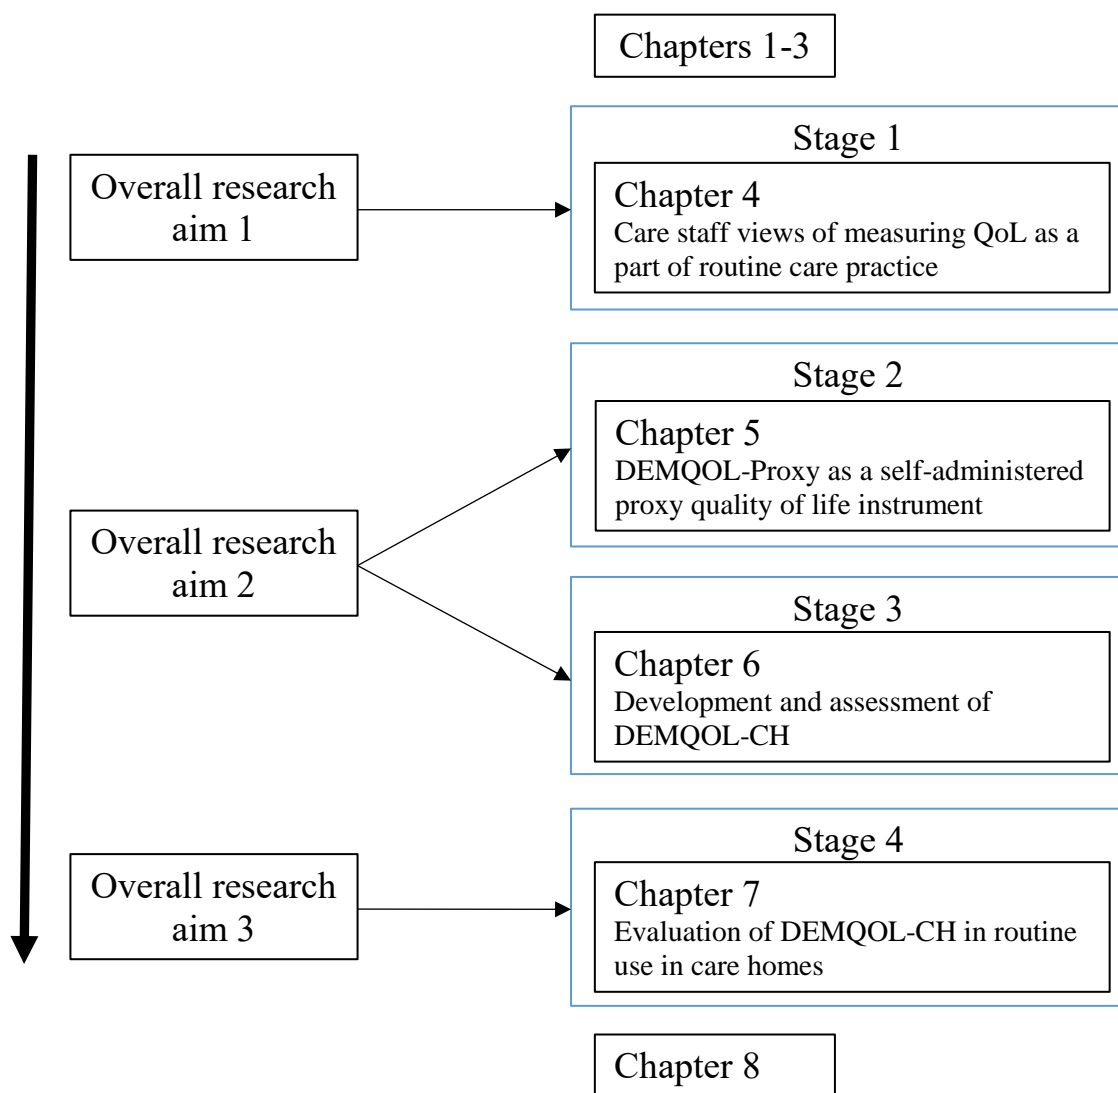 Chapters 1-3
Overall research
aim 1
Stage 1
Chapter 4
Care staff views of measuring QoL as a
part of routine care practice
Overall research
aim 2
Stage 2
Chapter 5
DEMQOL-Proxy as a self-administered
proxy quality of life instrument
Stage 3
Chapter 6
Development and assessment of
DEMQOL-CH
Overall research
aim 3
Stage 4
Chapter 7
Evaluation of DEMQOL-CH in routine
use in care homes
Chapter 8